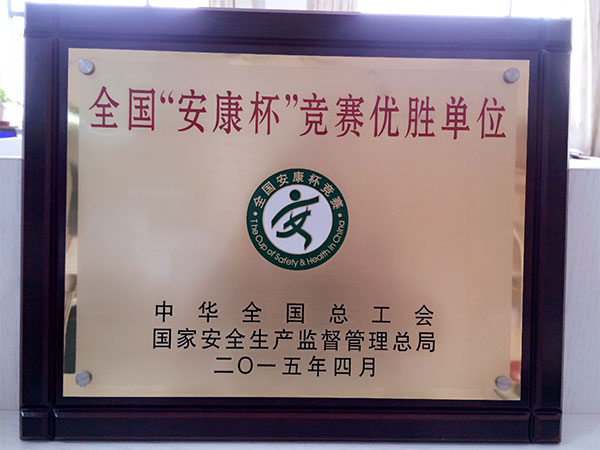 全国“安康杯”竞赛优胜单位
·全国安康杯竞赛·
The Cup of Safety & Health in China
安
中华全国总工会
国家安全生产监督管理总局
二〇一五年四月